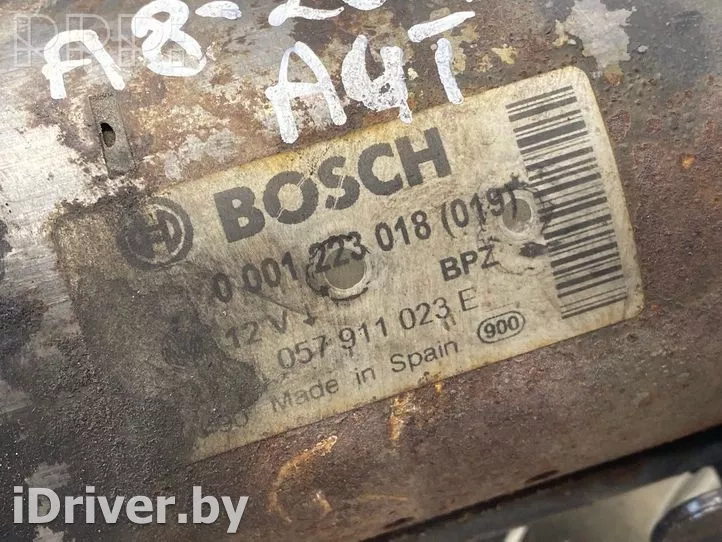 A8-20
A4T
BOSCH
0 001 223 018 (019)
BPZ
12 V
057 911 023 E
Made in Spain 900
iDriver.by